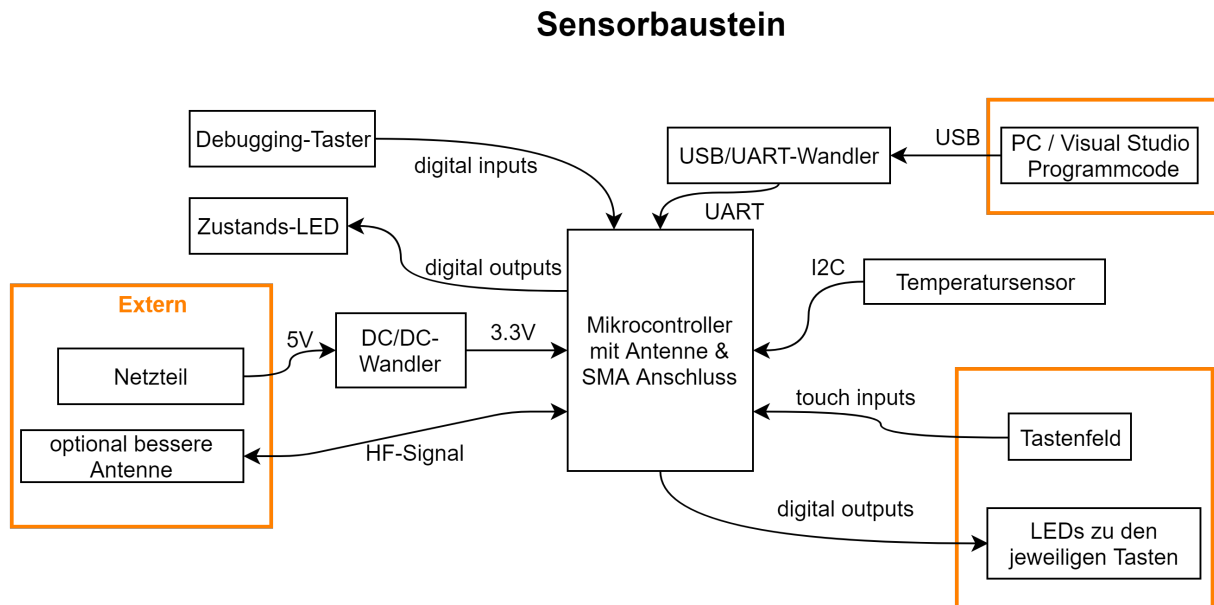 Sensorbaustein
Debugging-Taster
digital inputs
USB/UART-Wandler
USB
PC / Visual Studio
Programmcode
UART
Zustands-LED
digital outputs
I2C
Temperatursensor
Extern
Netzteil
5V
DC/DC-
Wandler
3.3V
Mikrocontroller
mit Antenne &
SMA Anschluss
optional bessere
Antenne
HF-Signal
touch inputs
Tastenfeld
digital outputs
LEDs zu den
jeweiligen Tasten